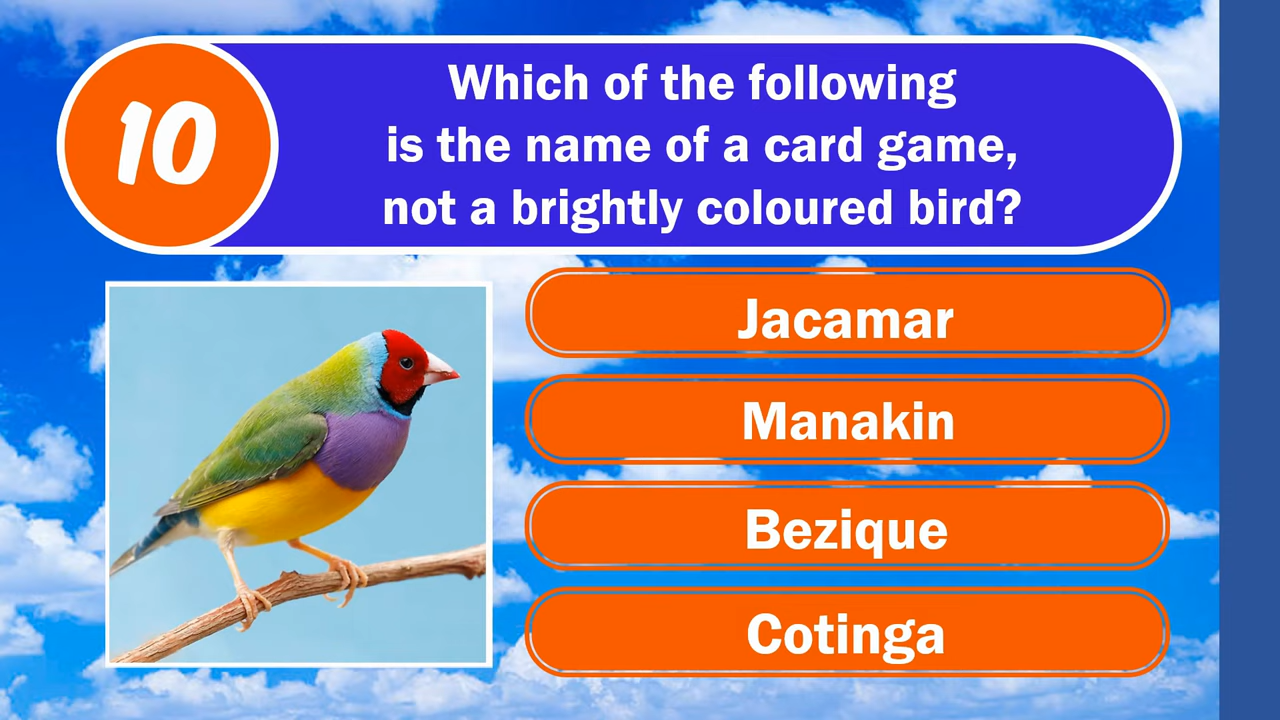 10
Which of the following
is the name of a card game,
not a brightly coloured bird?
Jacamar
Manakin
Bezique
Cotinga